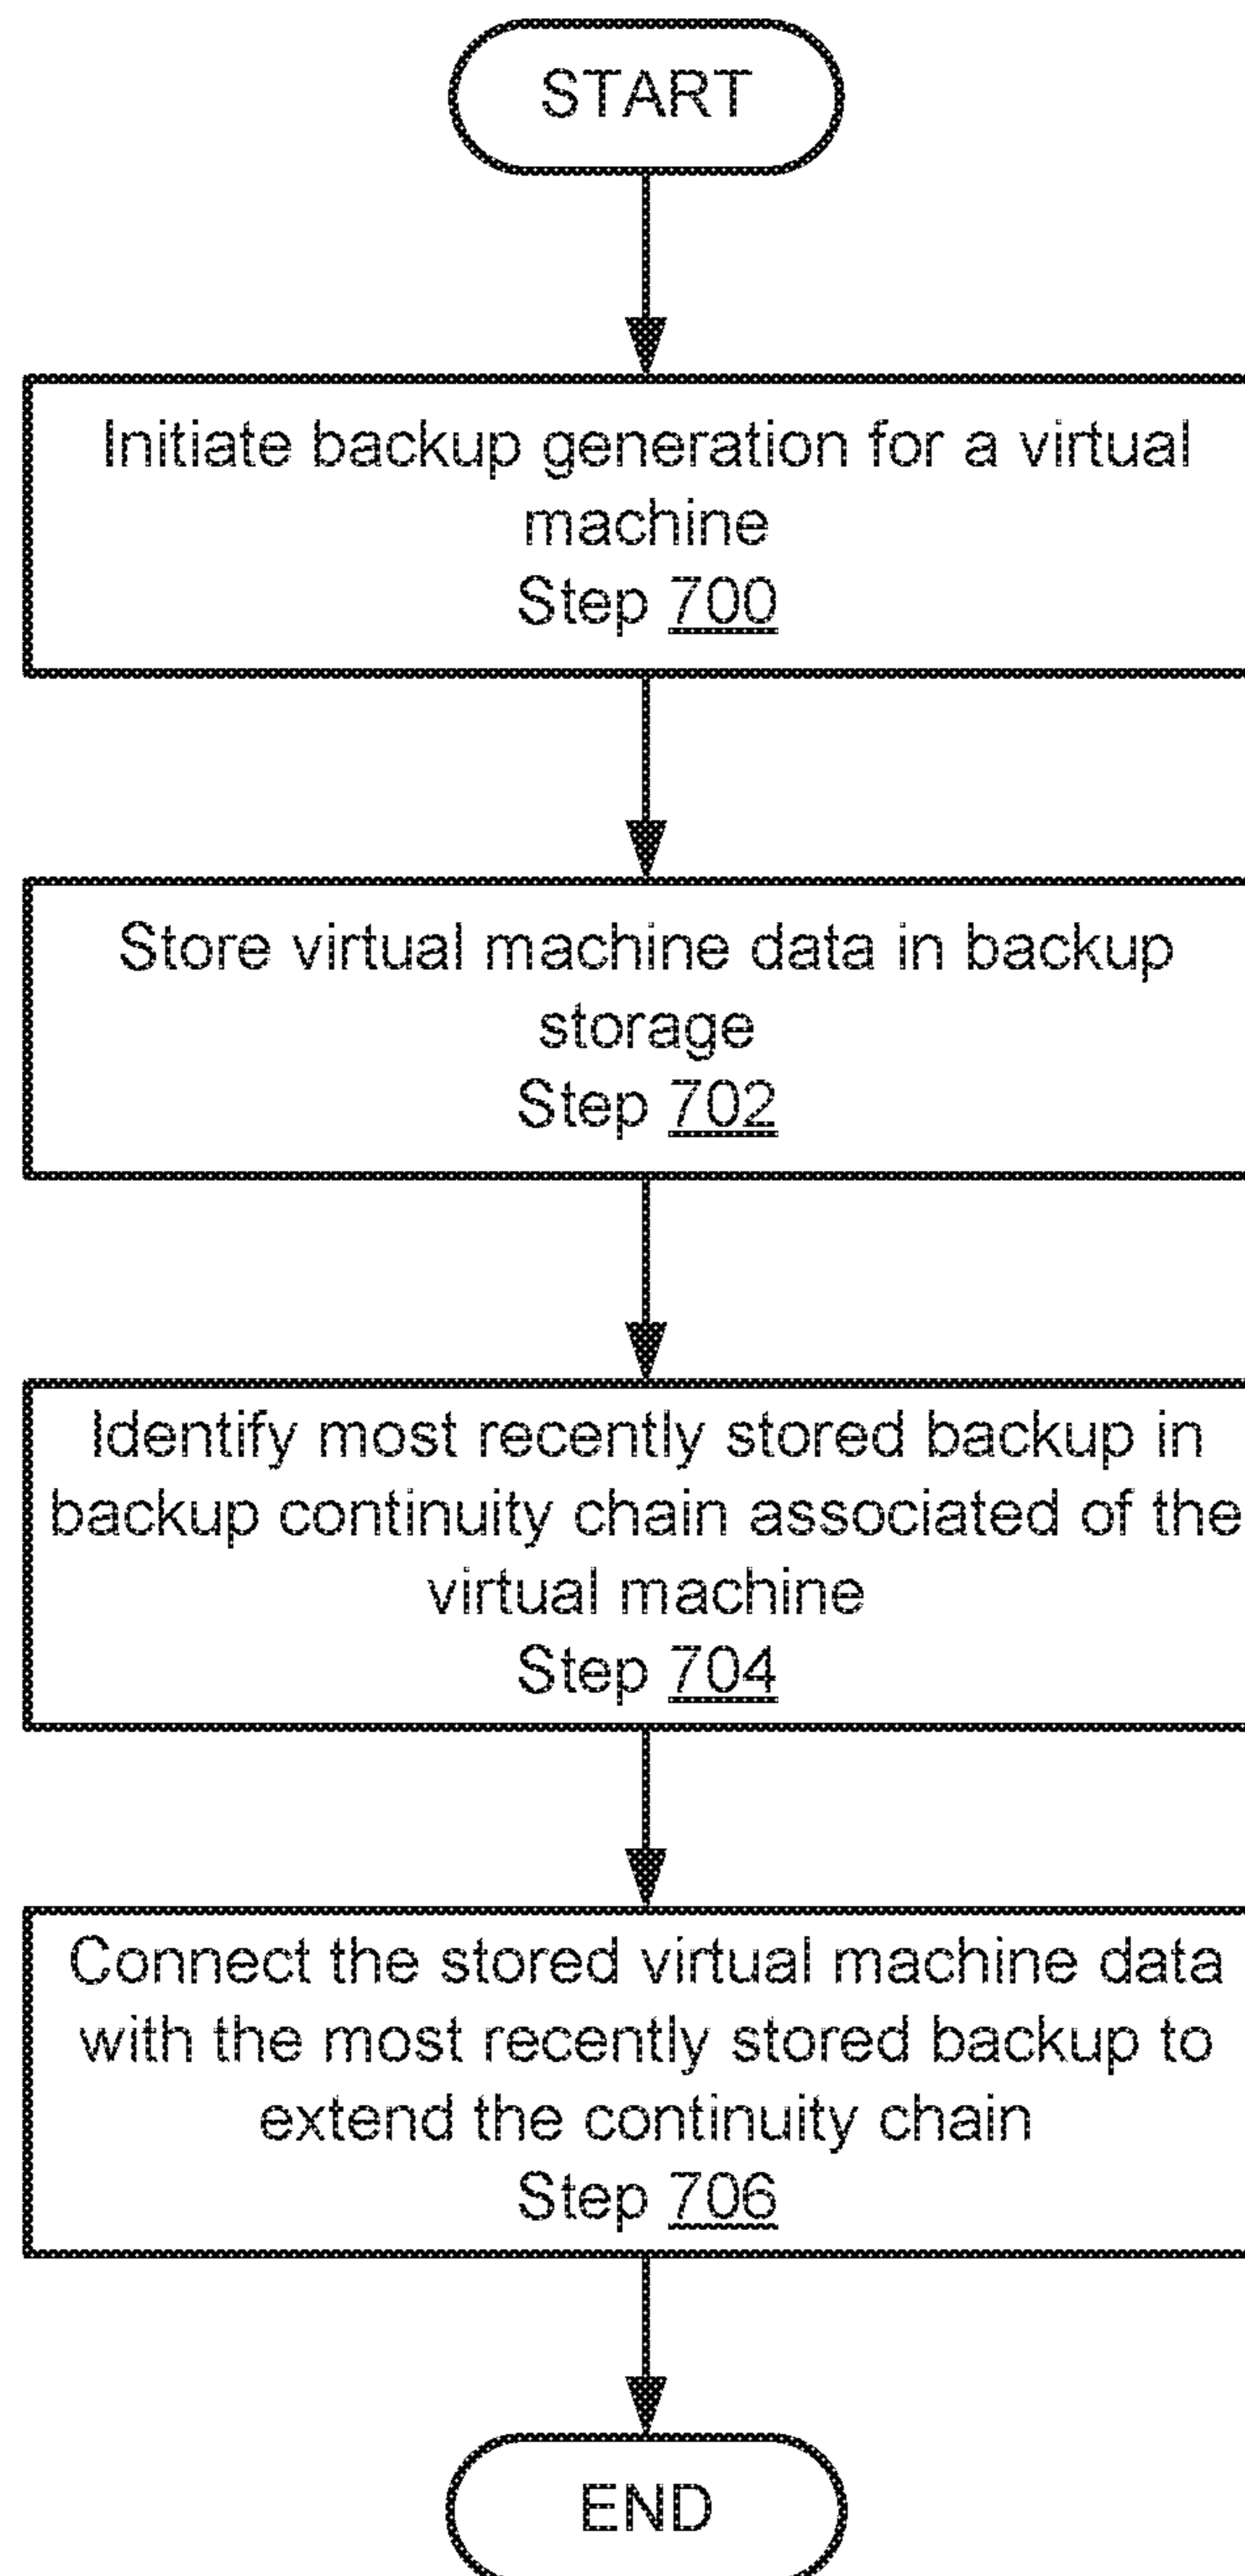 START
Initiate backup generation for a virtual
machine
Step 700
Store virtual machine data in backup
storage
Step 702
Identify most recently stored backup in
backup continuity chain associated of the
virtual machine
Step 704
Connect the stored virtual machine data
with the most recently stored backup to
extend the continuity chain
Step 706
END